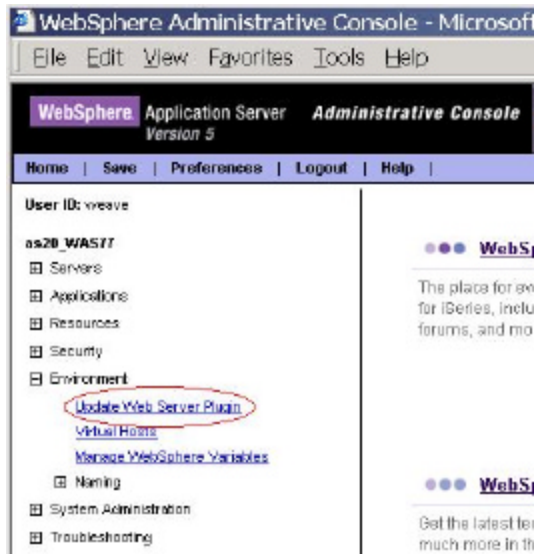 WebSphere Administrative Console - Microsoft
File Edit View Favorites Tools Help
WebSphere Application Server Administrative Console
Version 5
Home | Save | Preferences | Logout | Help |
User ID: weave
as20_WAS77
Servers
Applications
Resources
Security
Environment
Update Web Server Plugin
Virtual Hosts
Manage WebSphere Variables
Naming
System Administration
Troubleshooting
WebSp
The place for ev
for iSeries, inclu
forums, and mo
WebSp
Get the latest te
much more in th